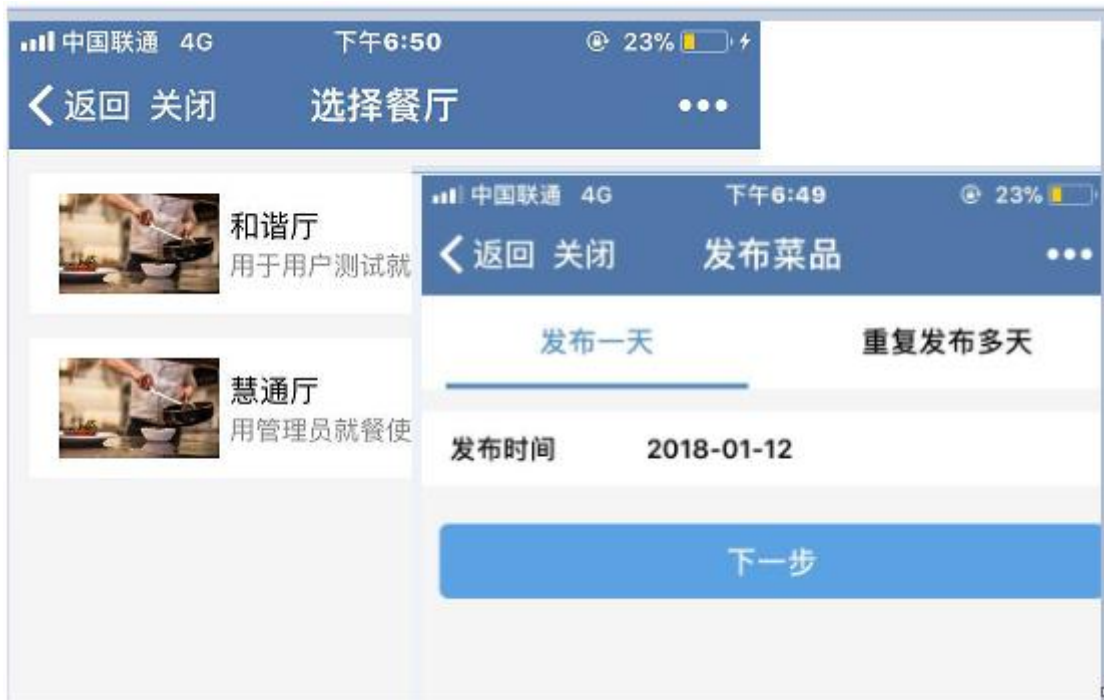 中国联通 4G 下午6:50 23%
返回 关闭 选择餐厅
和谐厅
用于用户测试就
慧通厅
用管理员就餐使
中国联通 4G 下午6:49 23%
返回 关闭 发布菜品
发布一天 重复发布多天
发布时间 2018-01-12
下一步